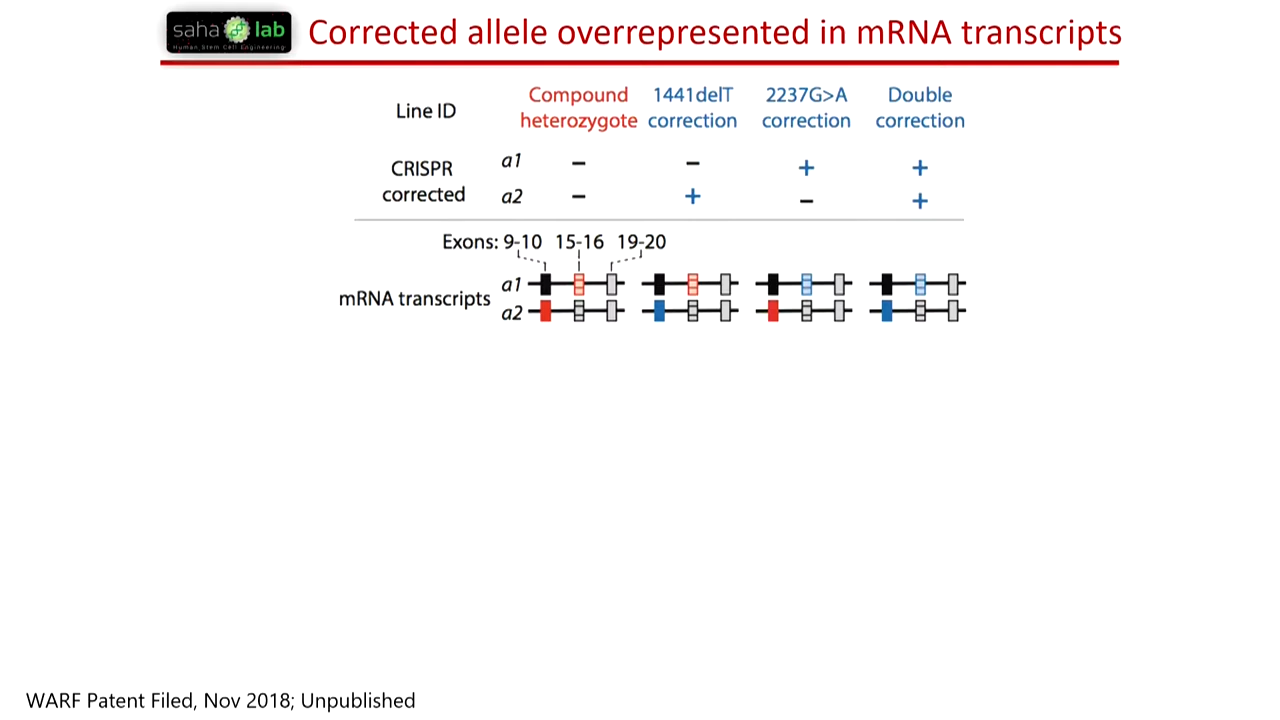 saha lab
Human Stem Cell Engineering
Corrected allele overrepresented in mRNA transcripts
Line ID
Compound heterozygote
1441delT correction
2237G>A correction
Double correction
CRISPR corrected
a1 – – + +
a2 – + – +
Exons: 9-10 15-16 19-20
mRNA transcripts
a1
a2
WARF Patent Filed, Nov 2018; Unpublished